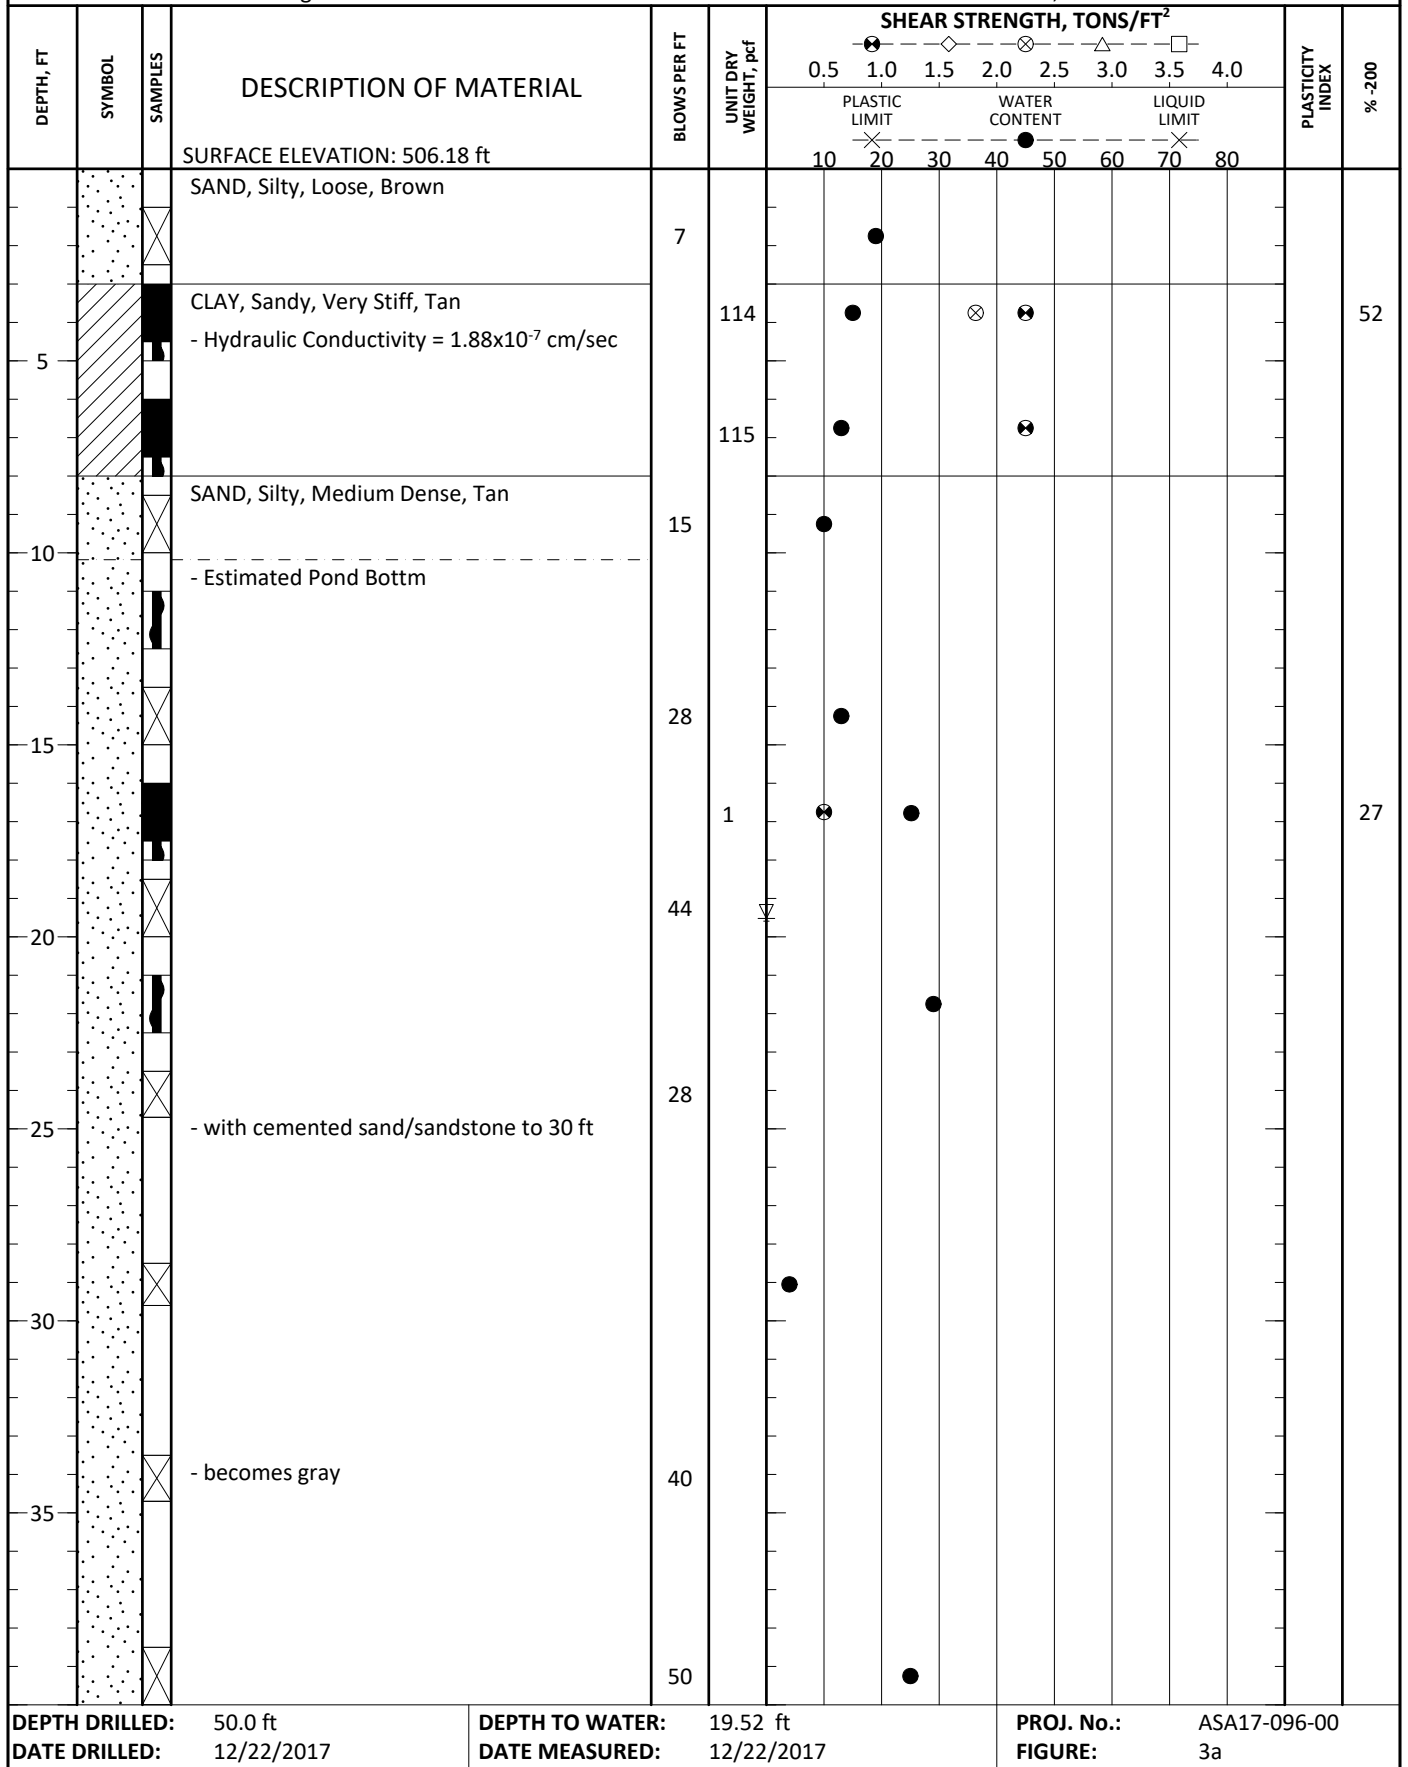 SHEAR STRENGTH, TONS/FT²
0.5 1.0 1.5 2.0 2.5 3.0 3.5 4.0
DEPTH, FT
SYMBOL
SAMPLES
DESCRIPTION OF MATERIAL
BLOWS PER FT
UNIT DRY
WEIGHT, pcf
PLASTIC
LIMIT
WATER
CONTENT
LIQUID
LIMIT
PLASTICITY
INDEX
% -200
SURFACE ELEVATION: 506.18 ft
10 20 30 40 50 60 70 80
SAND, Silty, Loose, Brown
7
CLAY, Sandy, Very Stiff, Tan
114 52
- Hydraulic Conductivity = 1.88x10⁻⁷ cm/sec
5
115
SAND, Silty, Medium Dense, Tan
15
10
- Estimated Pond Bottm
28
15
1 27
44
20
28
25
- with cemented sand/sandstone to 30 ft
30
- becomes gray
40
35
50
DEPTH DRILLED: 50.0 ft DEPTH TO WATER: 19.52 ft PROJ. No.: ASA17-096-00
DATE DRILLED: 12/22/2017 DATE MEASURED: 12/22/2017 FIGURE: 3a